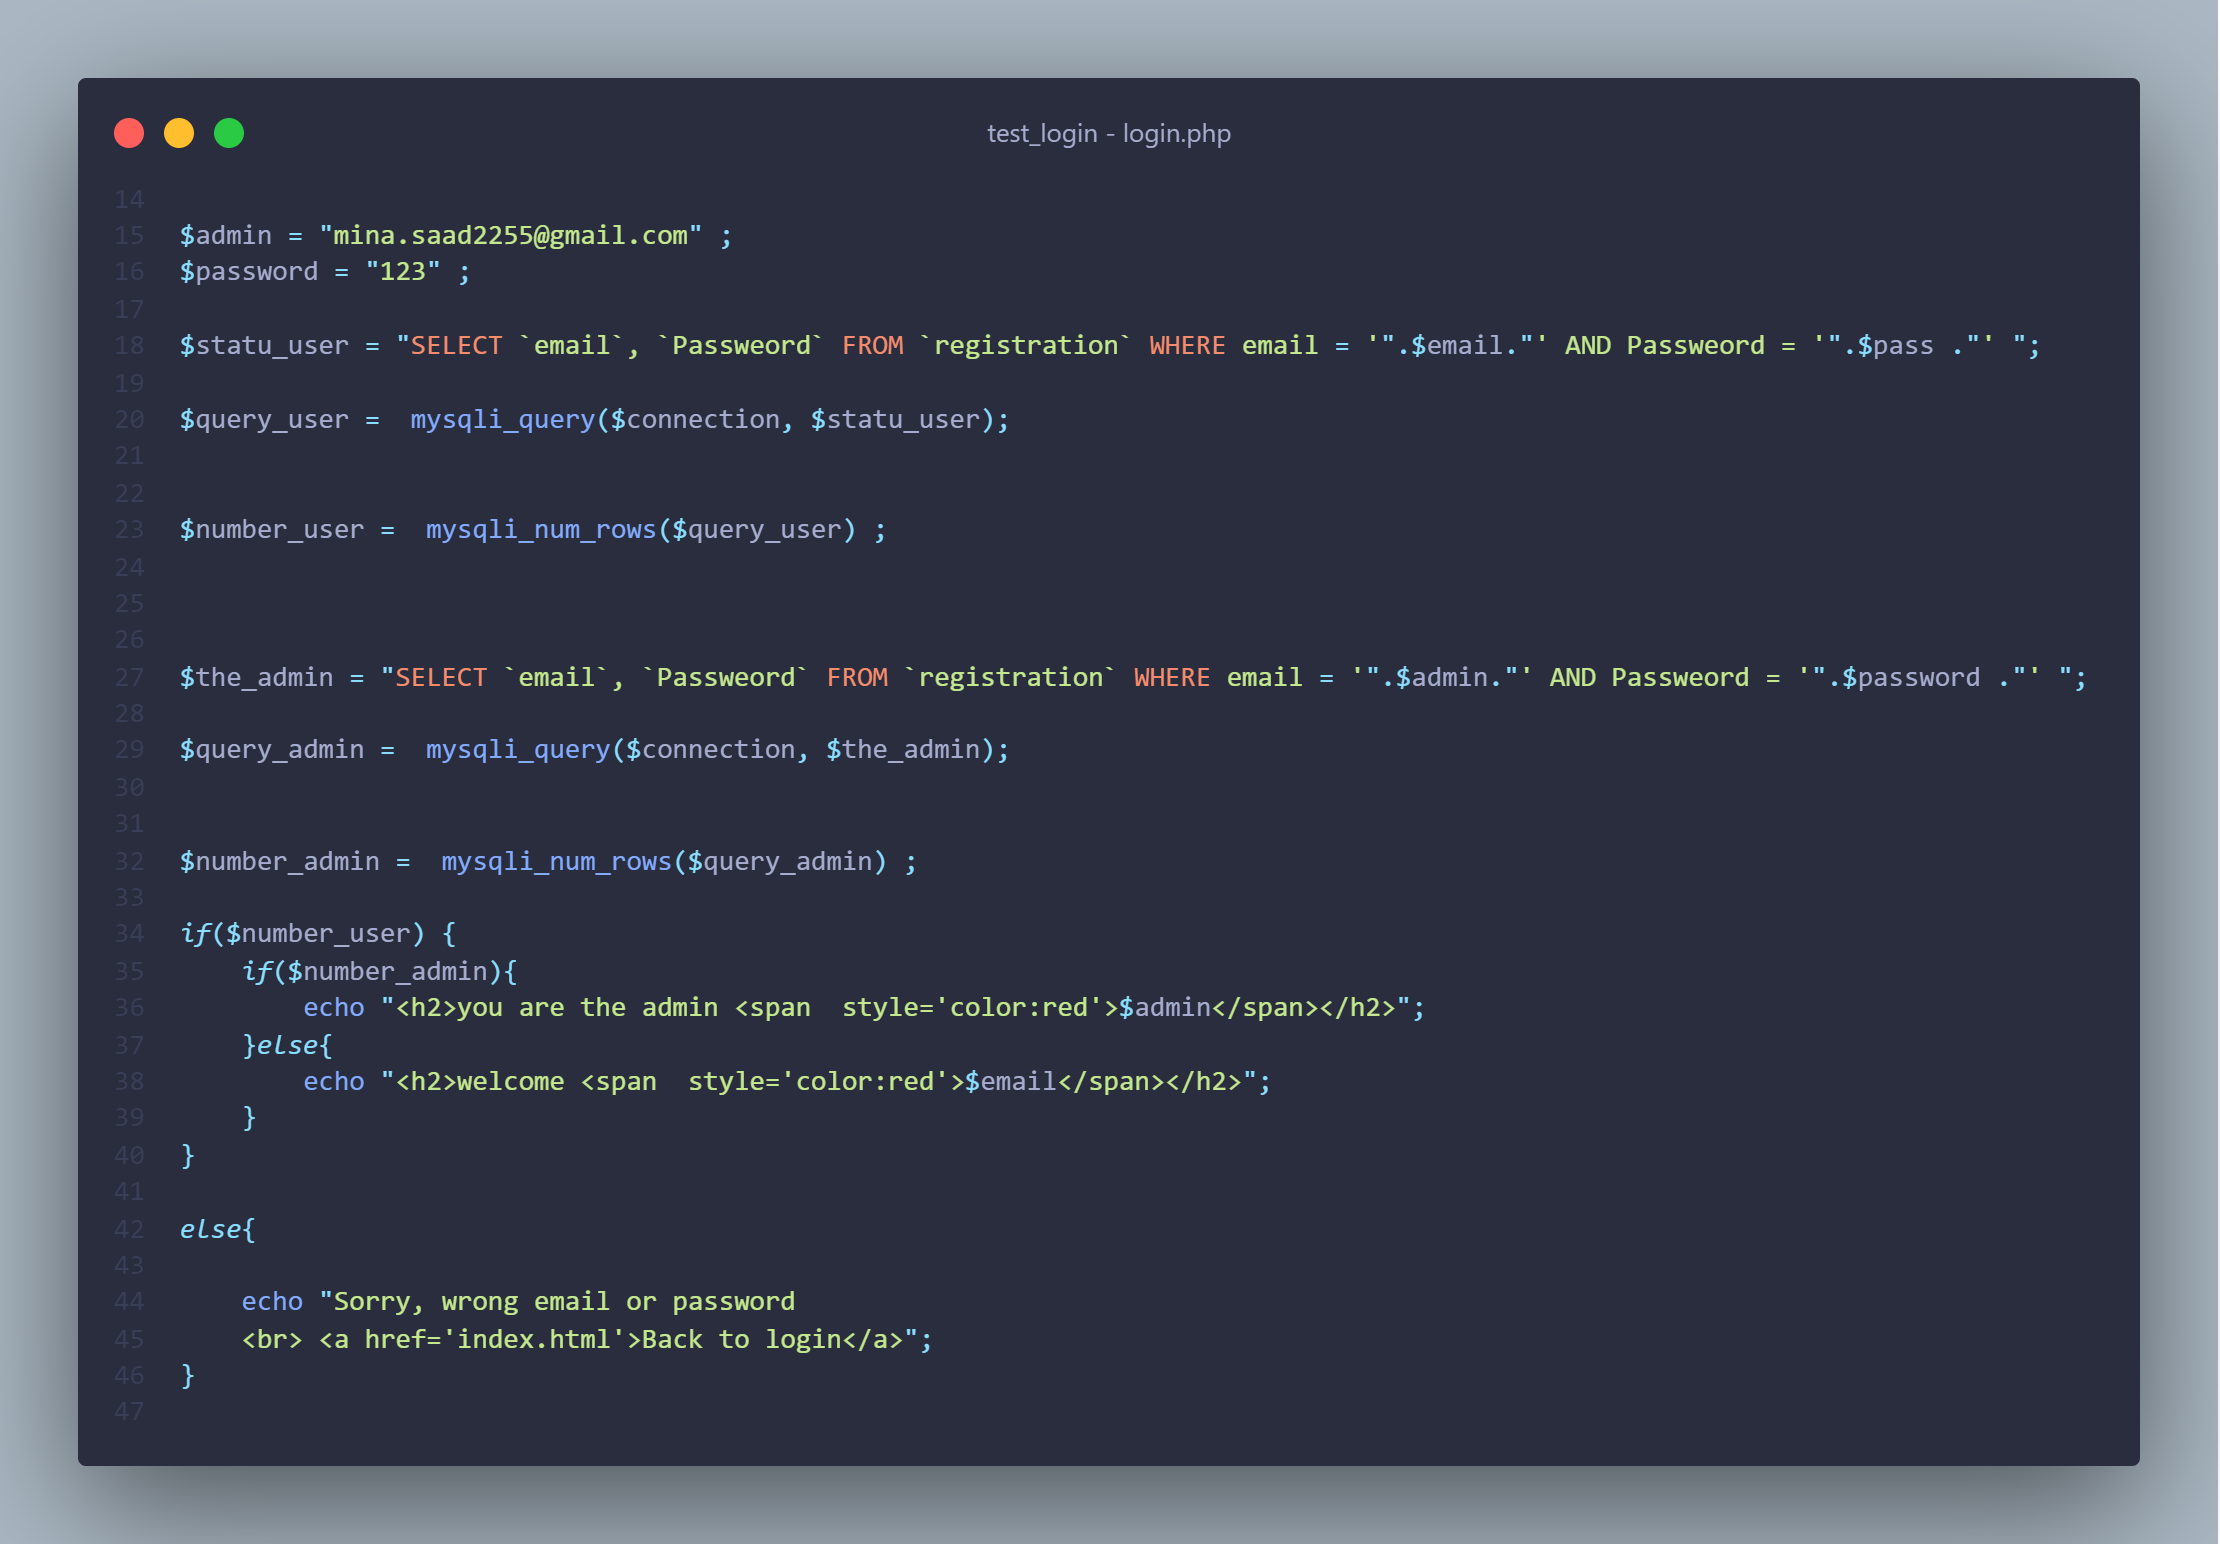 test_login - login.php
14
15 $admin = "mina.saad2255@gmail.com" ;
16 $password = "123" ;
17
18 $statu_user = "SELECT `email`, `Passweord` FROM `registration` WHERE email = '".$email."' AND Passweord = '".$pass ."' ";
19
20 $query_user =  mysqli_query($connection, $statu_user);
21
22
23 $number_user =  mysqli_num_rows($query_user) ;
24
25
26
27 $the_admin = "SELECT `email`, `Passweord` FROM `registration` WHERE email = '".$admin."' AND Passweord = '".$password ."' ";
28
29 $query_admin =  mysqli_query($connection, $the_admin);
30
31
32 $number_admin =  mysqli_num_rows($query_admin) ;
33
34 if($number_user) {
35     if($number_admin){
36         echo "<h2>you are the admin <span  style='color:red'>$admin</span></h2>";
37     }else{
38         echo "<h2>welcome <span  style='color:red'>$email</span></h2>";
39     }
40 }
41
42 else{
43
44     echo "Sorry, wrong email or password
45     <br> <a href='index.html'>Back to login</a>";
46 }
47